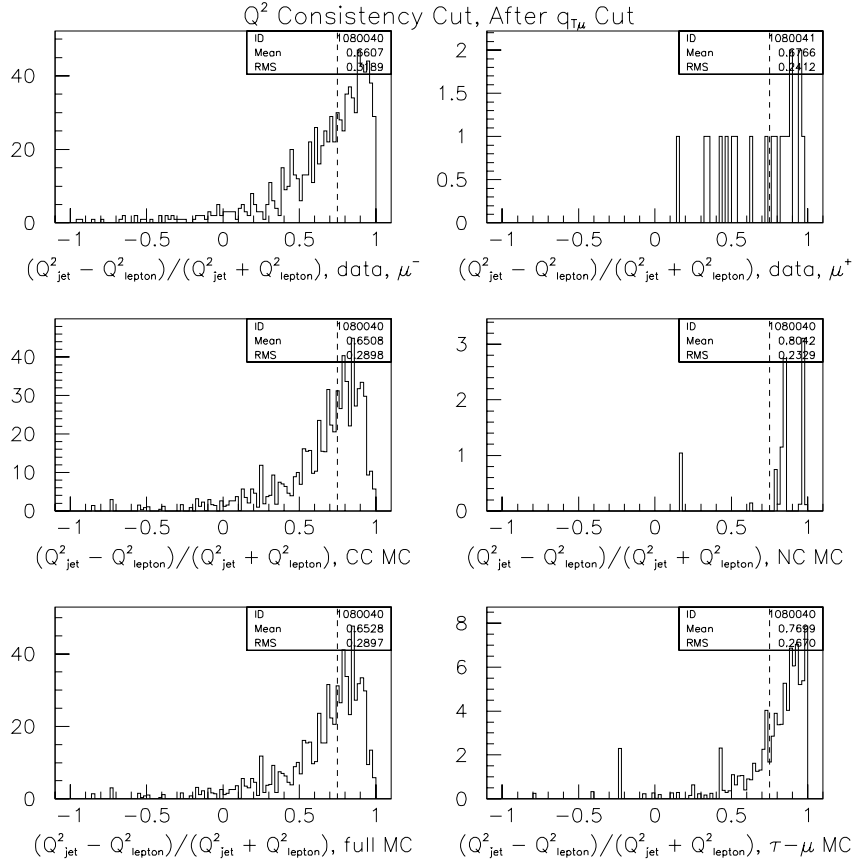 Q² Consistency Cut, After q_Tμ Cut
ID 1080040
Mean 0.6607
RMS 0.3189
40
20
0
-1 -0.5 0 0.5 1
(Q²_jet − Q²_lepton)/(Q²_jet + Q²_lepton), data, μ⁻
ID 1080041
Mean 0.6766
RMS 0.2412
2
1.5
1
0.5
0
-1 -0.5 0 0.5 1
(Q²_jet − Q²_lepton)/(Q²_jet + Q²_lepton), data, μ⁺
ID 1080040
Mean 0.6508
RMS 0.2898
40
30
20
10
0
-1 -0.5 0 0.5 1
(Q²_jet − Q²_lepton)/(Q²_jet + Q²_lepton), CC MC
ID 1080040
Mean 0.8042
RMS 0.2329
3
2
1
0
-1 -0.5 0 0.5 1
(Q²_jet − Q²_lepton)/(Q²_jet + Q²_lepton), NC MC
ID 1080040
Mean 0.6528
RMS 0.2897
40
20
0
-1 -0.5 0 0.5 1
(Q²_jet − Q²_lepton)/(Q²_jet + Q²_lepton), full MC
ID 1080040
Mean 0.7699
RMS 0.2670
8
6
4
2
0
-1 -0.5 0 0.5 1
(Q²_jet − Q²_lepton)/(Q²_jet + Q²_lepton), τ−μ MC